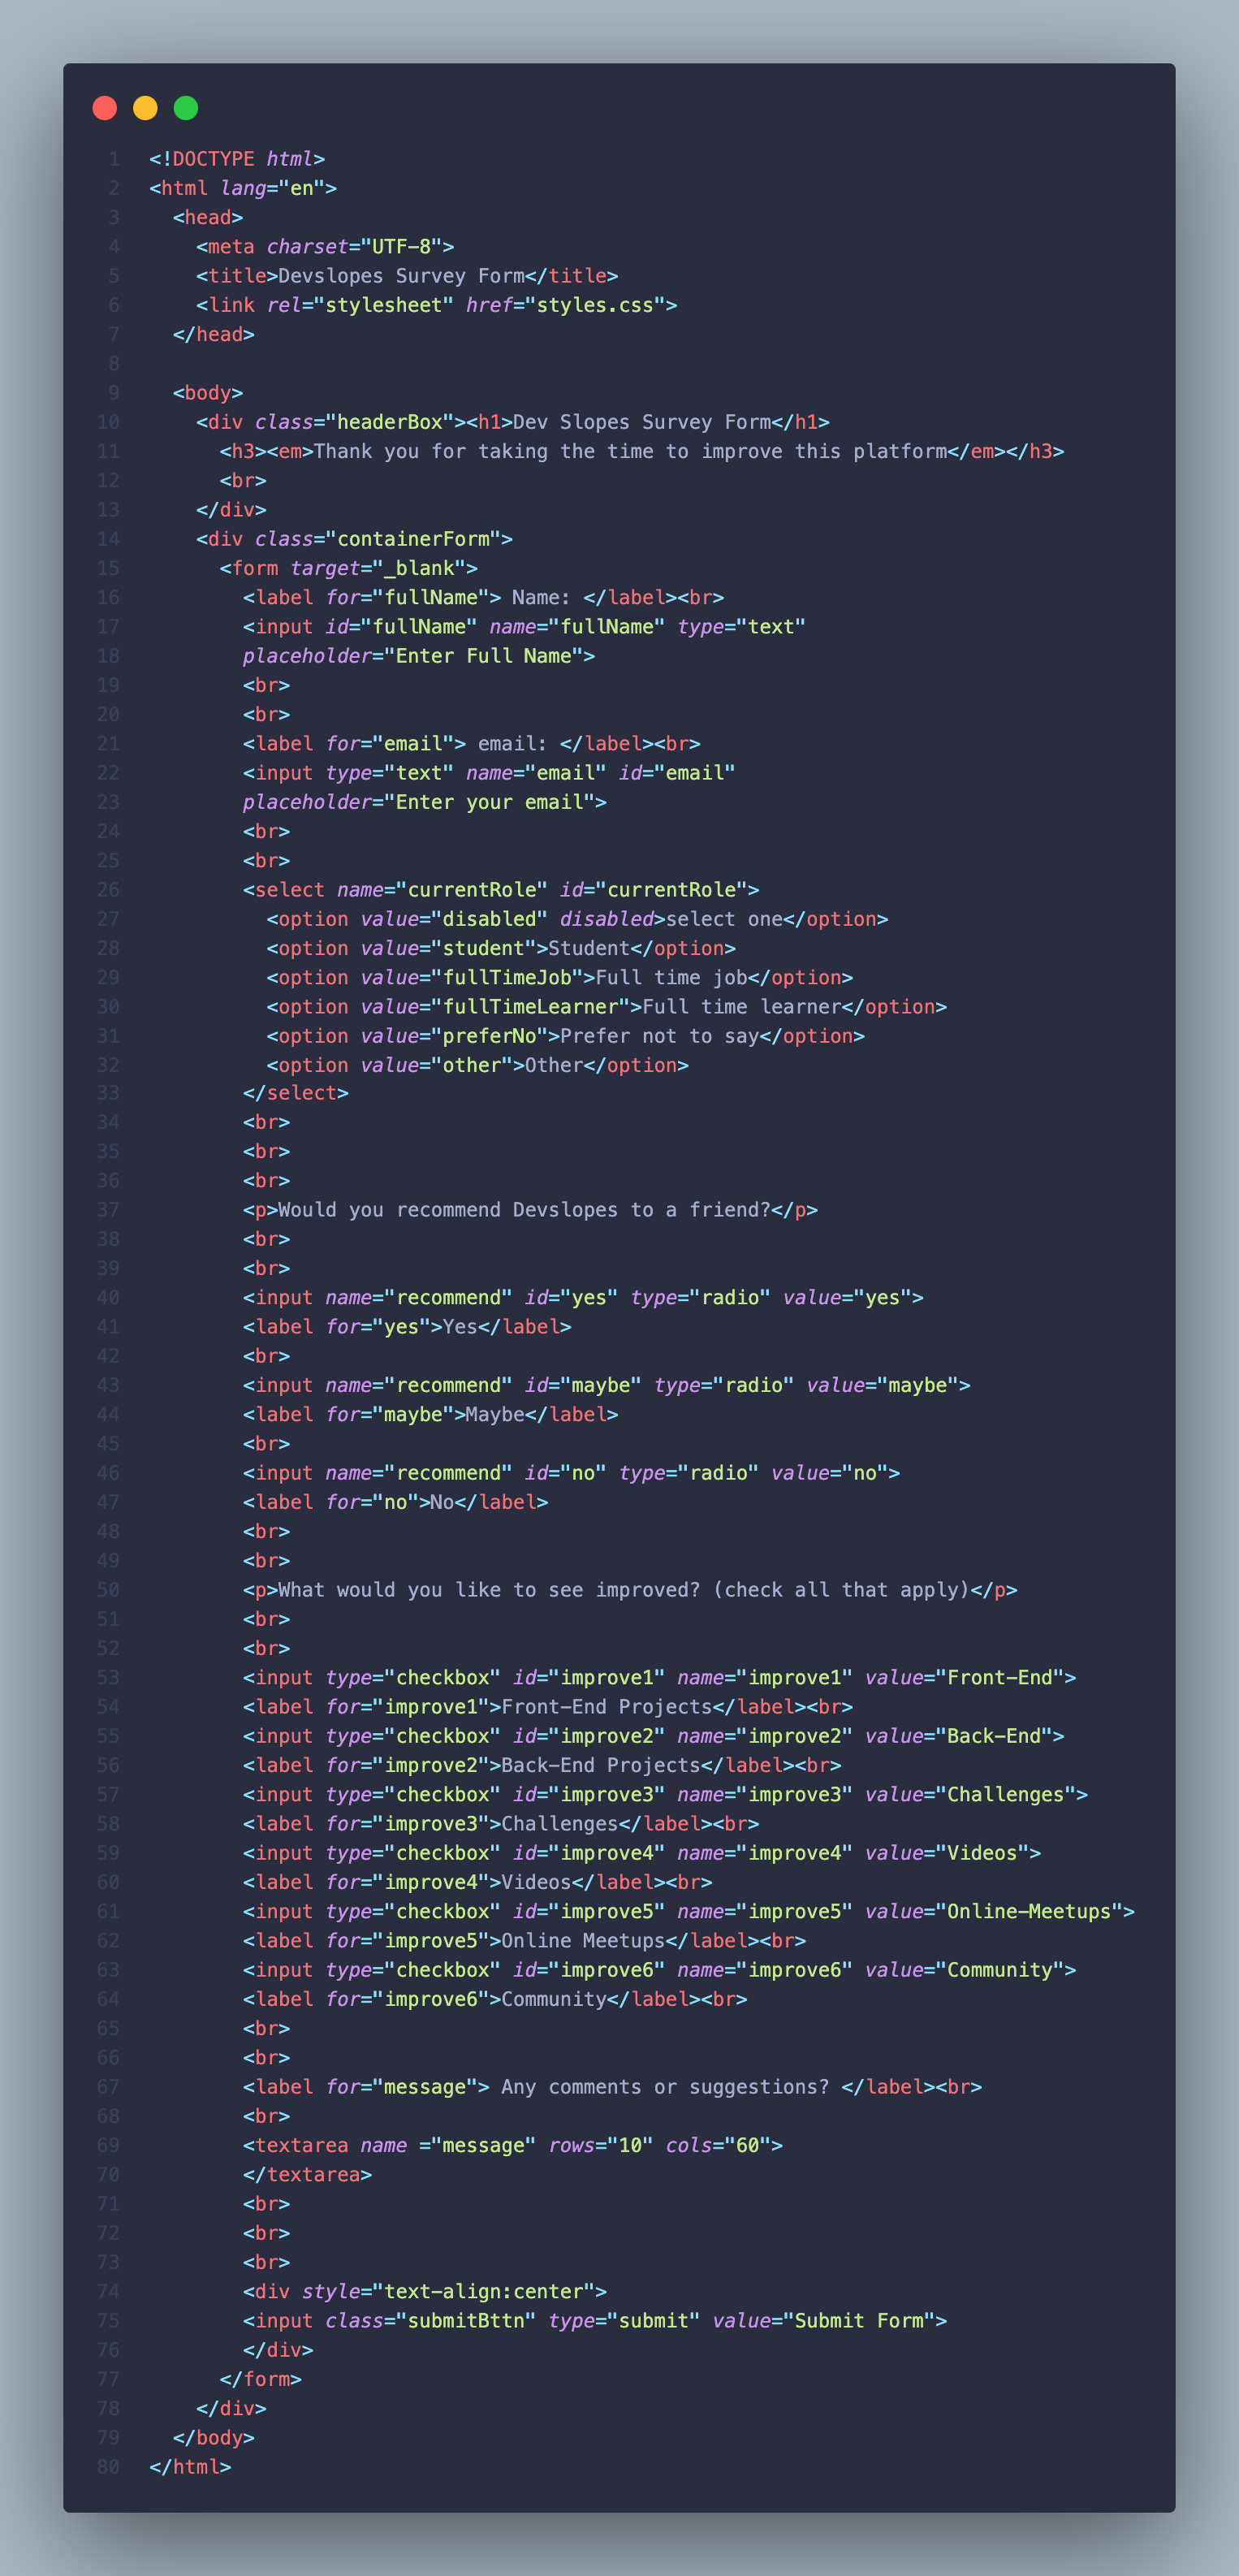 1 <!DOCTYPE html>
2 <html lang="en">
3   <head>
4     <meta charset="UTF-8">
5     <title>Devslopes Survey Form</title>
6     <link rel="stylesheet" href="styles.css">
7   </head>
8
9   <body>
10     <div class="headerBox"><h1>Dev Slopes Survey Form</h1>
11       <h3><em>Thank you for taking the time to improve this platform</em></h3>
12       <br>
13     </div>
14     <div class="containerForm">
15       <form target="_blank">
16         <label for="fullName"> Name: </label><br>
17         <input id="fullName" name="fullName" type="text"
18         placeholder="Enter Full Name">
19         <br>
20         <br>
21         <label for="email"> email: </label><br>
22         <input type="text" name="email" id="email"
23         placeholder="Enter your email">
24         <br>
25         <br>
26         <select name="currentRole" id="currentRole">
27           <option value="disabled" disabled>select one</option>
28           <option value="student">Student</option>
29           <option value="fullTimeJob">Full time job</option>
30           <option value="fullTimeLearner">Full time learner</option>
31           <option value="preferNo">Prefer not to say</option>
32           <option value="other">Other</option>
33         </select>
34         <br>
35         <br>
36         <br>
37         <p>Would you recommend Devslopes to a friend?</p>
38         <br>
39         <br>
40         <input name="recommend" id="yes" type="radio" value="yes">
41         <label for="yes">Yes</label>
42         <br>
43         <input name="recommend" id="maybe" type="radio" value="maybe">
44         <label for="maybe">Maybe</label>
45         <br>
46         <input name="recommend" id="no" type="radio" value="no">
47         <label for="no">No</label>
48         <br>
49         <br>
50         <p>What would you like to see improved? (check all that apply)</p>
51         <br>
52         <br>
53         <input type="checkbox" id="improve1" name="improve1" value="Front-End">
54         <label for="improve1">Front-End Projects</label><br>
55         <input type="checkbox" id="improve2" name="improve2" value="Back-End">
56         <label for="improve2">Back-End Projects</label><br>
57         <input type="checkbox" id="improve3" name="improve3" value="Challenges">
58         <label for="improve3">Challenges</label><br>
59         <input type="checkbox" id="improve4" name="improve4" value="Videos">
60         <label for="improve4">Videos</label><br>
61         <input type="checkbox" id="improve5" name="improve5" value="Online-Meetups">
62         <label for="improve5">Online Meetups</label><br>
63         <input type="checkbox" id="improve6" name="improve6" value="Community">
64         <label for="improve6">Community</label><br>
65         <br>
66         <br>
67         <label for="message"> Any comments or suggestions? </label><br>
68         <br>
69         <textarea name ="message" rows="10" cols="60">
70         </textarea>
71         <br>
72         <br>
73         <br>
74         <div style="text-align:center">
75         <input class="submitBttn" type="submit" value="Submit Form">
76         </div>
77       </form>
78     </div>
79   </body>
80 </html>